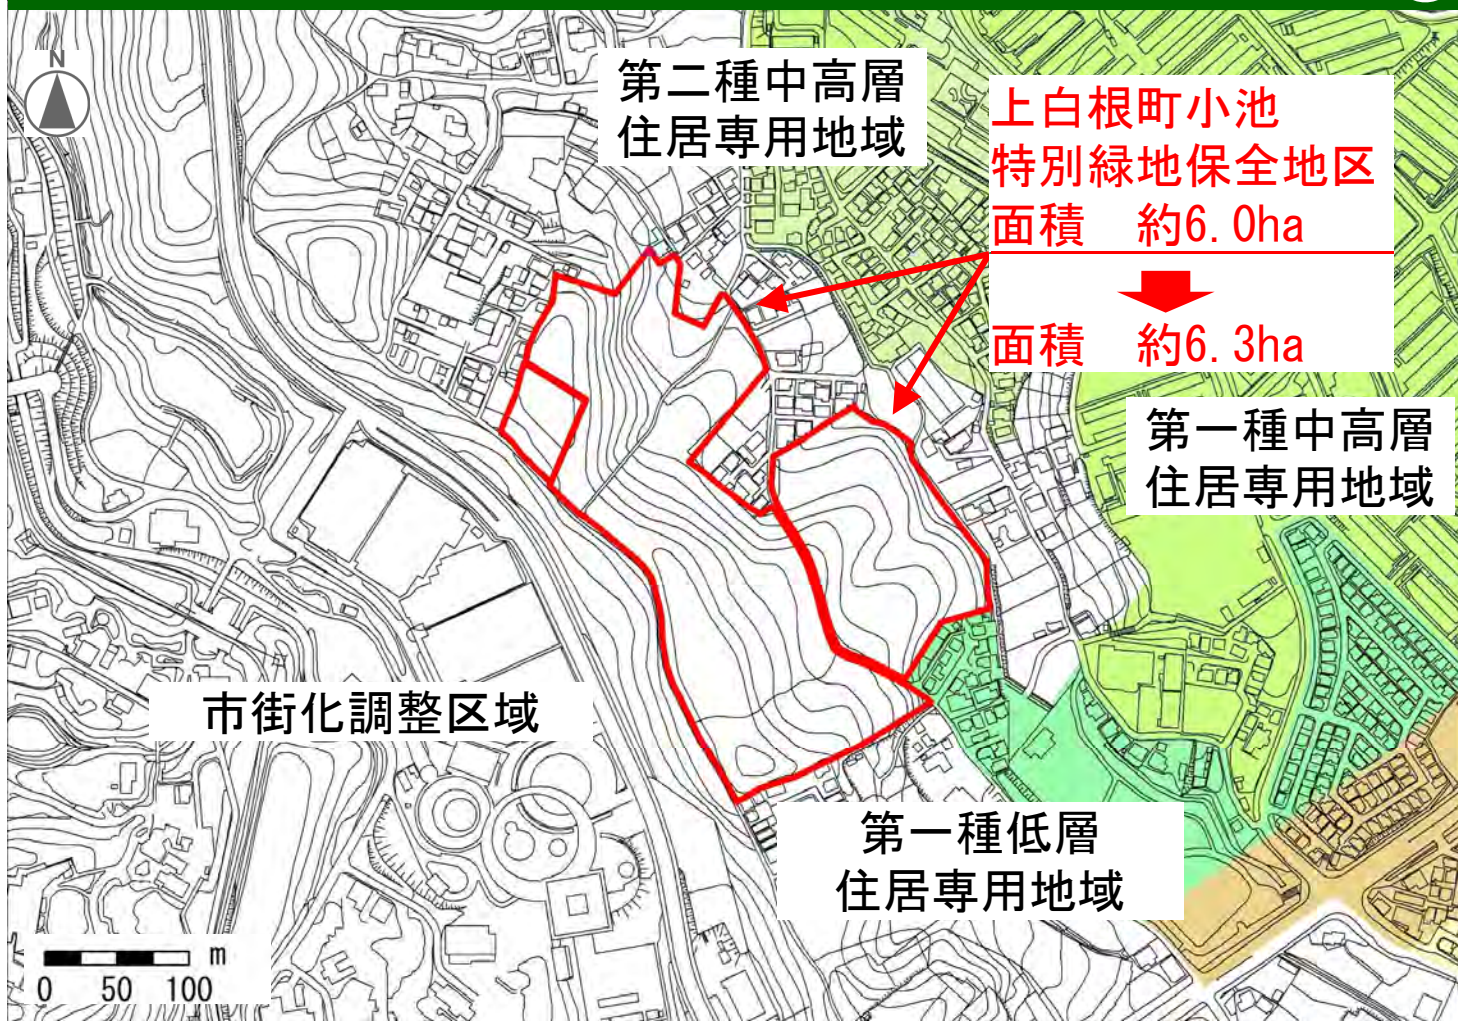 N
第二種中高層
住居専用地域
上白根町小池
特別緑地保全地区
面積　約6.0ha
面積　約6.3ha
第一種中高層
住居専用地域
市街化調整区域
第一種低層
住居専用地域
m
0 50 100